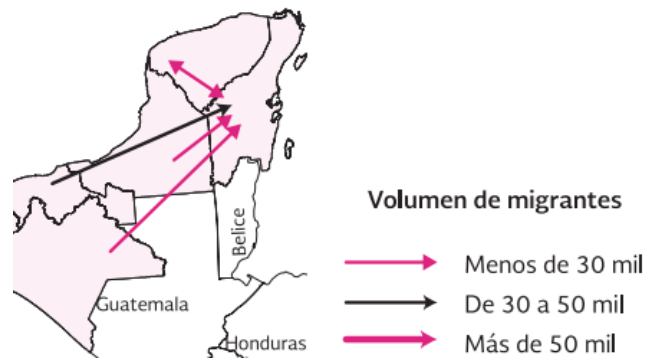 Belice
Guatemala
Honduras
Volumen de migrantes
Menos de 30 mil
De 30 a 50 mil
Más de 50 mil